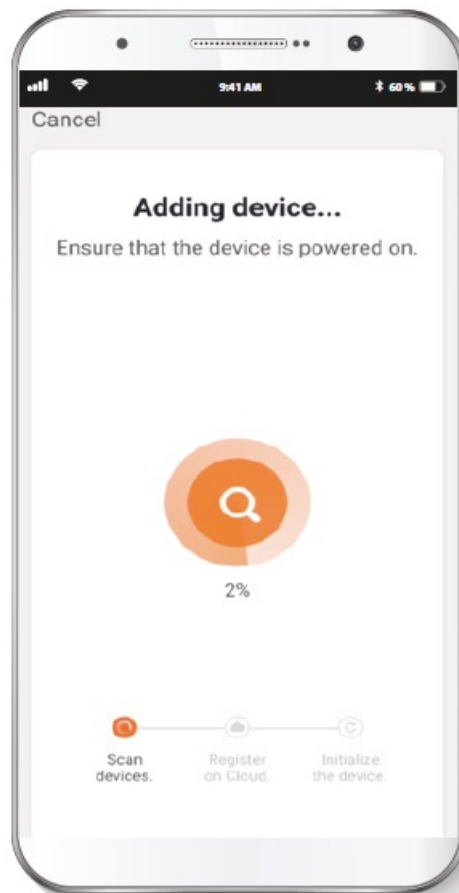 9:41 AM
60%
Cancel
Adding device...
Ensure that the device is powered on.
2%
Scan
devices.
Register
on Cloud.
Initialize
the device.